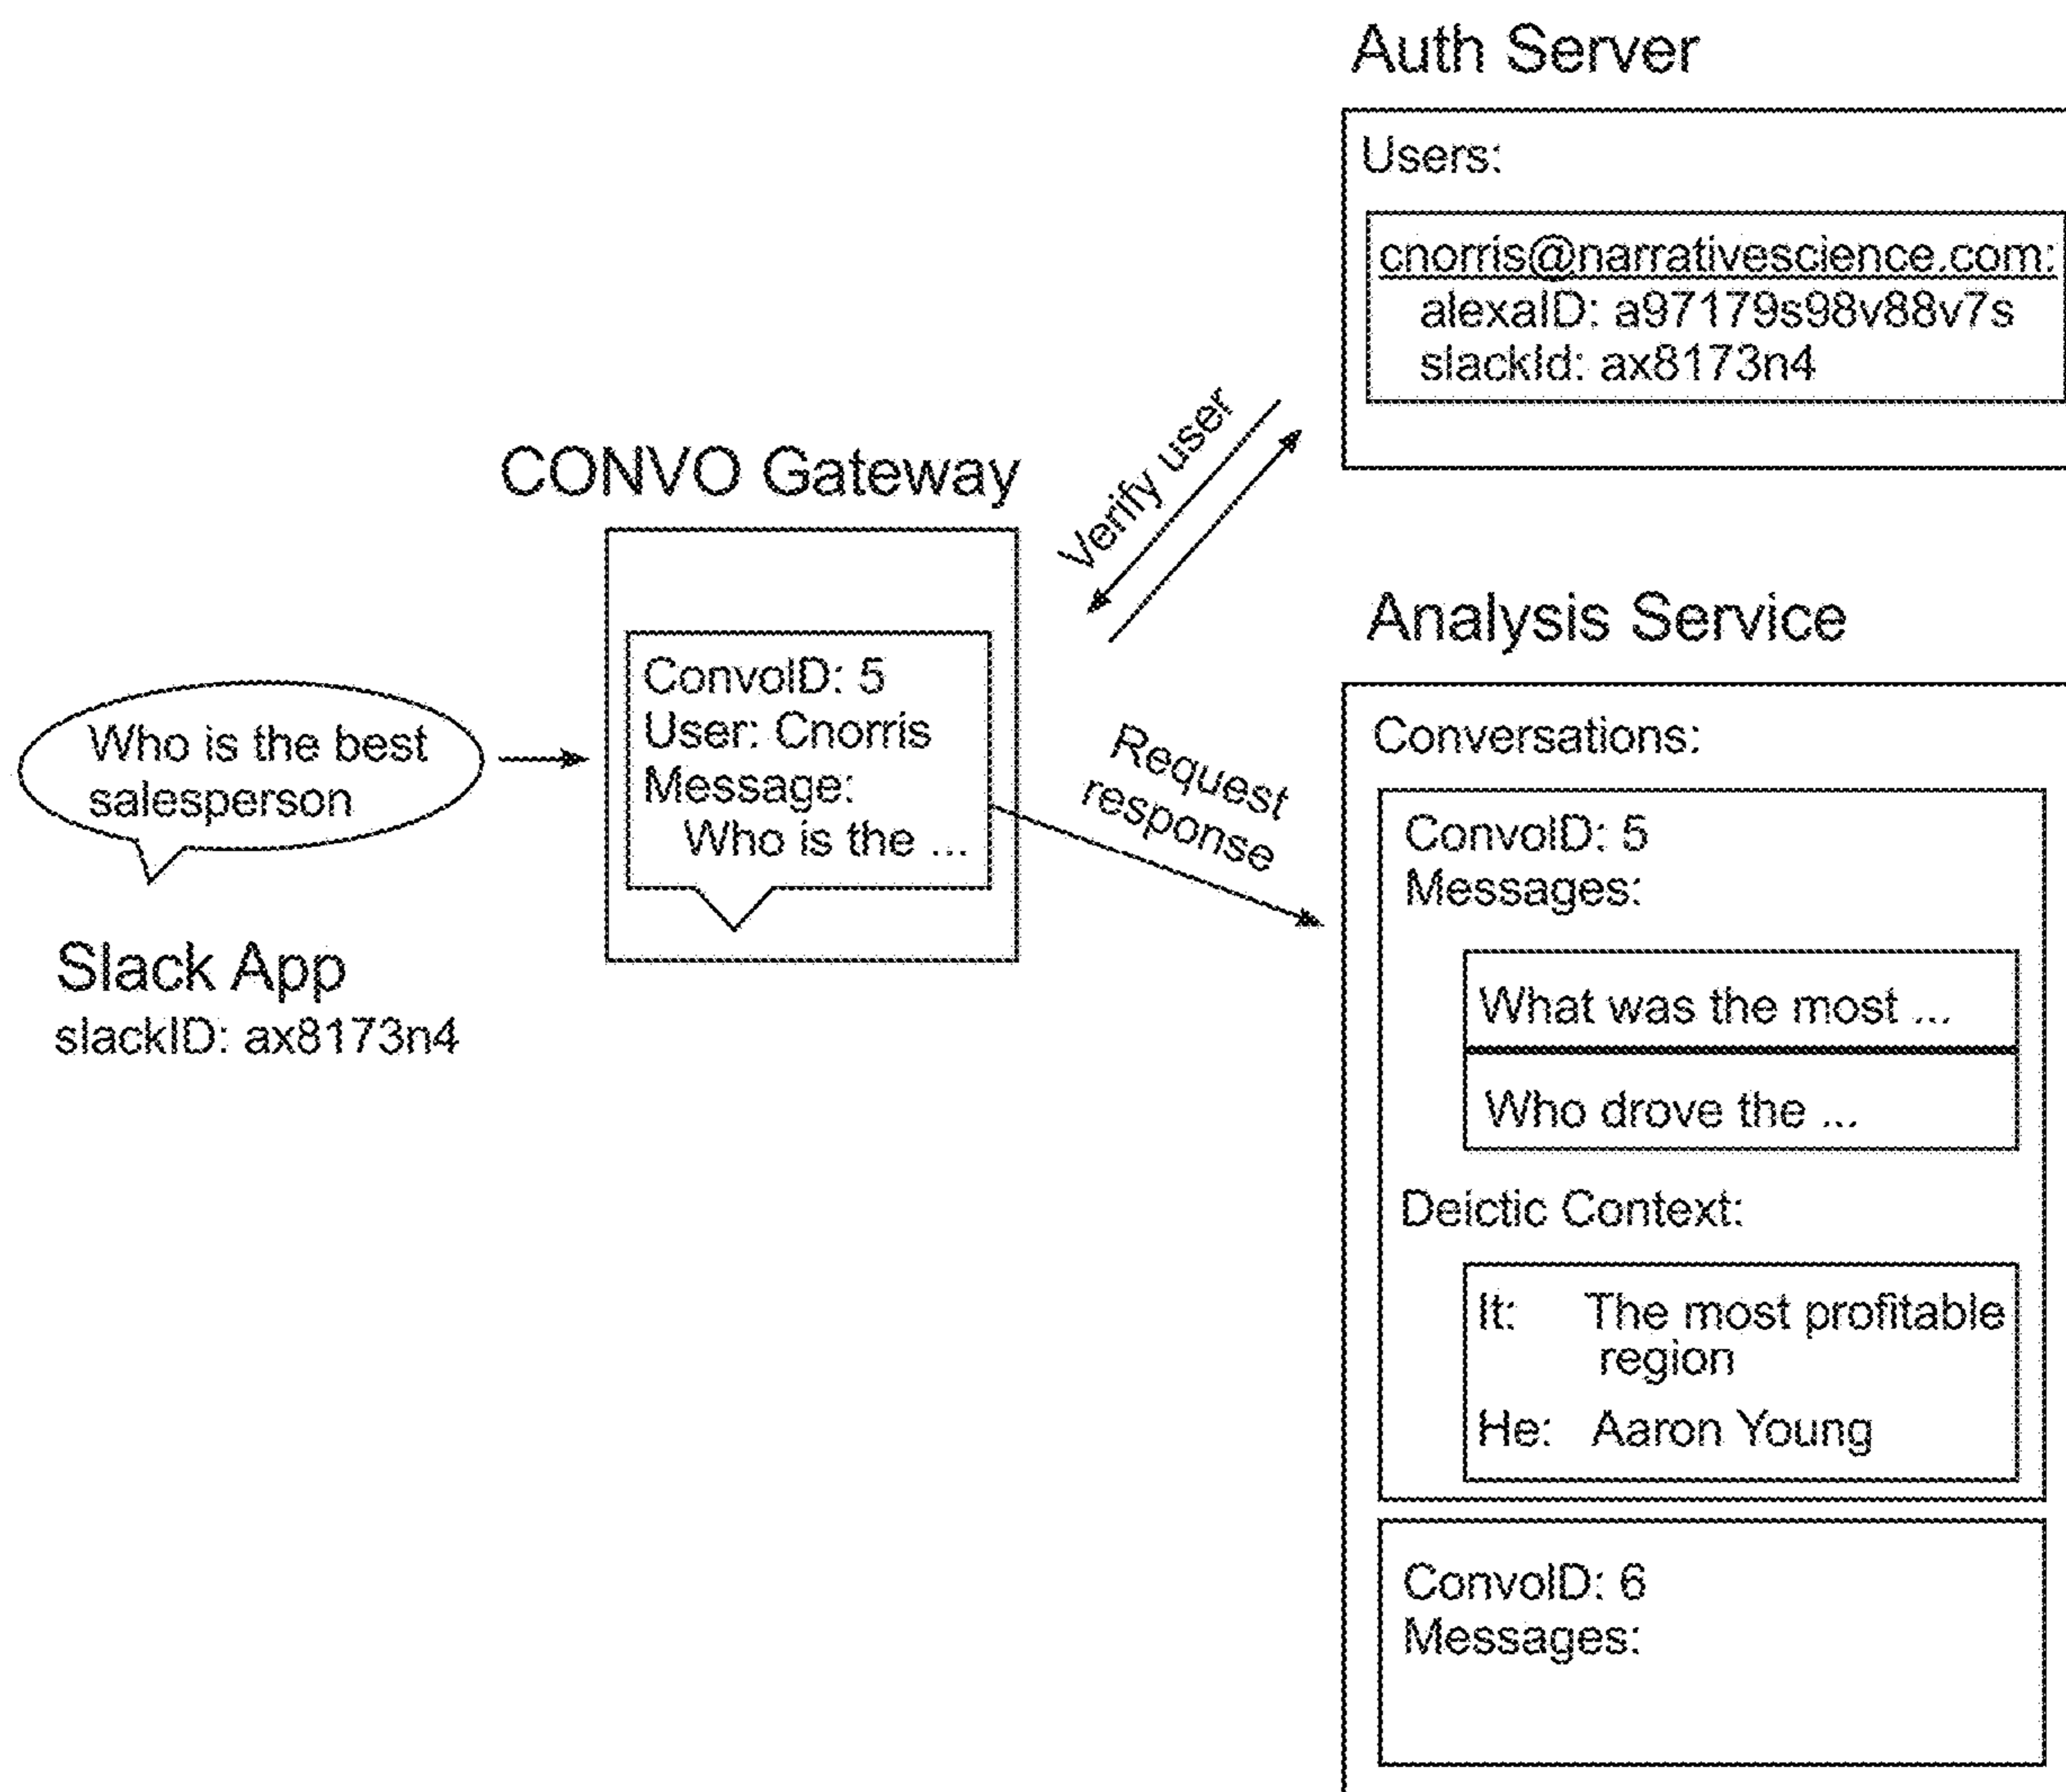 Auth Server
Users:
cnorris@narrativescience.com:
alexaID: a97179s98v88v7s
slackId: ax8173n4
CONVO Gateway
ConvoID: 5
User: Cnorris
Message:
Who is the ...
Verify user
Request
response
Who is the best
salesperson
Slack App
slackID: ax8173n4
Analysis Service
Conversations:
ConvoID: 5
Messages:
What was the most ...
Who drove the ...
Deictic Context:
It: The most profitable
region
He: Aaron Young
ConvoID: 6
Messages: